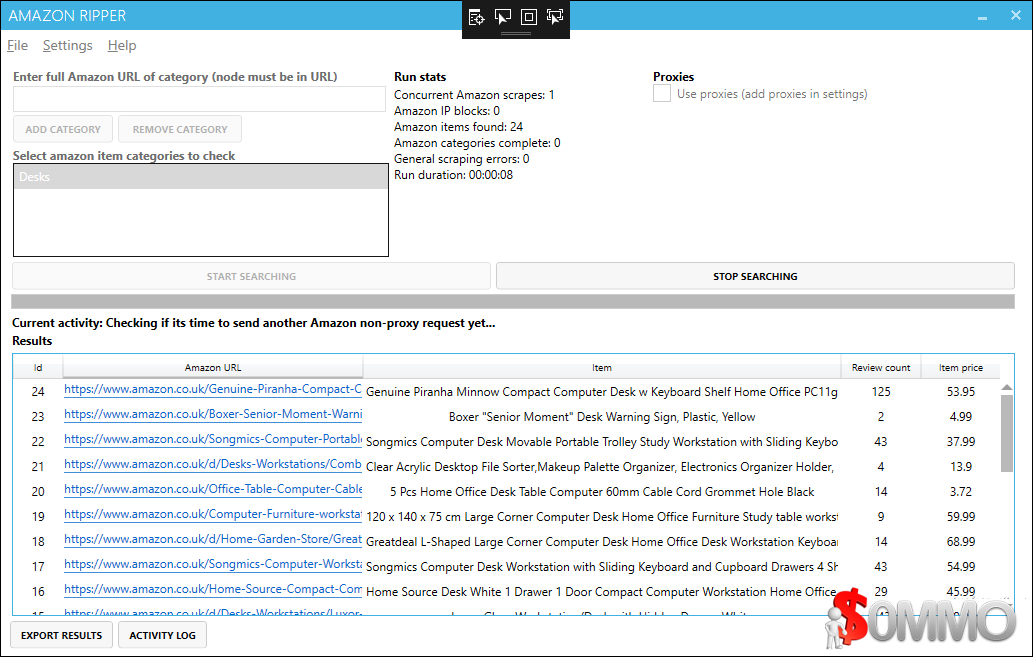 AMAZON RIPPER
File Settings Help
Enter full Amazon URL of category (node must be in URL)
ADD CATEGORY REMOVE CATEGORY
Select amazon item categories to check
Desks
Run stats
Concurrent Amazon scrapes: 1
Amazon IP blocks: 0
Amazon items found: 24
Amazon categories complete: 0
General scraping errors: 0
Run duration: 00:00:08
Proxies
Use proxies (add proxies in settings)
START SEARCHING STOP SEARCHING
Current activity: Checking if its time to send another Amazon non-proxy request yet...
Results
Id Amazon URL Item Review count Item price
24 https://www.amazon.co.uk/Genuine-Piranha-Compact-C Genuine Piranha Minnow Compact Computer Desk w Keyboard Shelf Home Office PC11g 125 53.95
23 https://www.amazon.co.uk/Boxer-Senior-Moment-Warni Boxer "Senior Moment" Desk Warning Sign, Plastic, Yellow 2 4.99
22 https://www.amazon.co.uk/Songmics-Computer-Portabl Songmics Computer Desk Movable Portable Trolley Study Workstation with Sliding Keybo 43 37.99
21 https://www.amazon.co.uk/d/Desks-Workstations/Comb Clear Acrylic Desktop File Sorter,Makeup Palette Organizer, Electronics Organizer Holder, 4 13.9
20 https://www.amazon.co.uk/Office-Table-Computer-Cable 5 Pcs Home Office Desk Table Computer 60mm Cable Cord Grommet Hole Black 14 3.72
19 https://www.amazon.co.uk/Computer-Furniture-worksta 120 x 140 x 75 cm Large Corner Computer Desk Home Office Furniture Study table workst 9 59.99
18 https://www.amazon.co.uk/d/Home-Garden-Store/Great Greatdeal L-Shaped Large Corner Computer Desk Home Office Desk Workstation Keyboa 14 68.99
17 https://www.amazon.co.uk/Songmics-Computer-Worksta Songmics Computer Desk Workstation with Sliding Keyboard and Cupboard Drawers 4 Sh 43 54.99
16 https://www.amazon.co.uk/Home-Source-Compact-Com Home Source Desk White 1 Drawer 1 Door Compact Computer Workstation Home Office 29 45.99
15 https://www.amazon.co.uk/d/Desks-Workstations/Luxor
EXPORT RESULTS ACTIVITY LOG
$OMMO